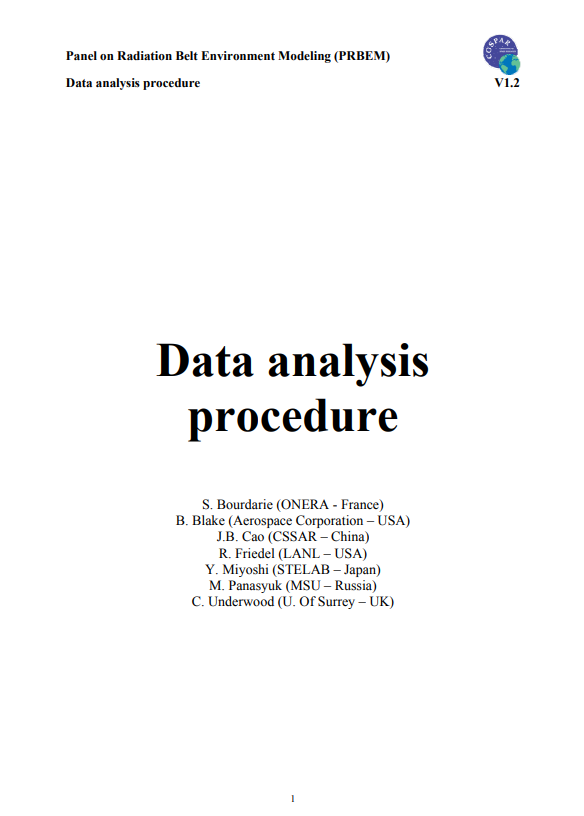 Panel on Radiation Belt Environment Modeling (PRBEM)
COSPAR
Data analysis procedure V1.2
Data analysis
procedure
S. Bourdarie (ONERA - France)
B. Blake (Aerospace Corporation – USA)
J.B. Cao (CSSAR – China)
R. Friedel (LANL – USA)
Y. Miyoshi (STELAB – Japan)
M. Panasyuk (MSU – Russia)
C. Underwood (U. Of Surrey – UK)
1